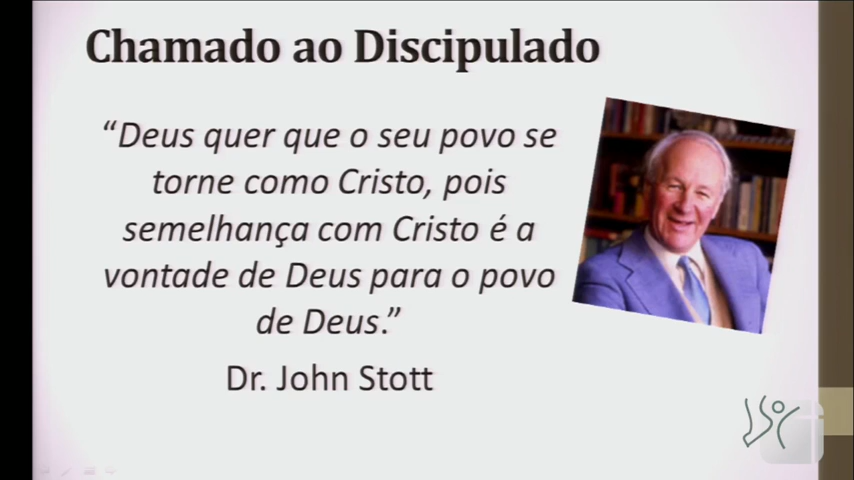 Chamado ao Discipulado
“Deus quer que o seu povo se
torne como Cristo, pois
semelhança com Cristo é a
vontade de Deus para o povo
de Deus.”
Dr. John Stott